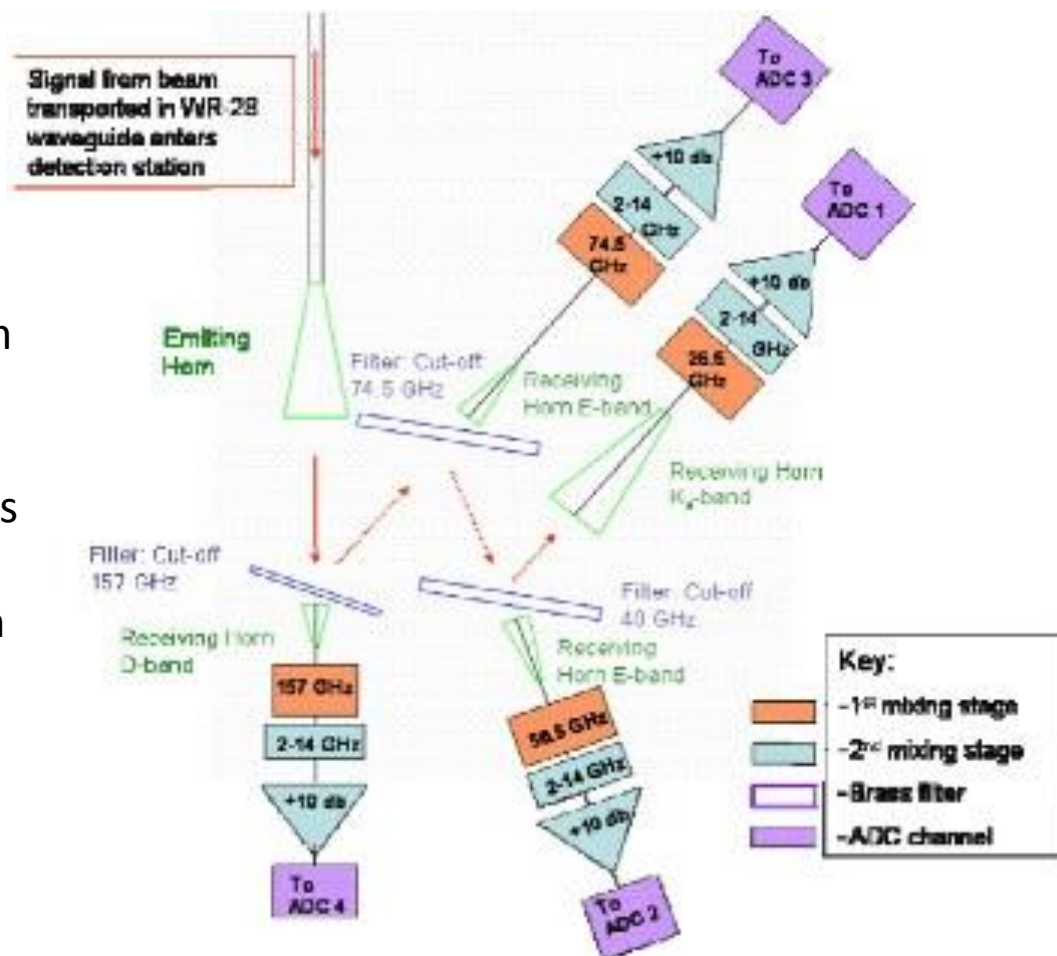 Signal from beam
transported in WR-28
waveguide enters
detection station
To
ADC 3
+10 db
2-14
GHz
74.5
GHz
To
ADC 1
+10 db
2-14
GHz
26.5
GHz
Emitting
Horn
Filter: Cut-off
74.5 GHz
Receiving
Horn E-band
Receiving Horn
Ka-band
s
Filter: Cut-off
157 GHz
Filter: Cut-off
40 GHz
Receiving Horn
D-band
Receiving
Horn E-band
157 GHz
2-14 GHz
+10 db
To
ADC 4
56.5 GHz
2-14 GHz
+10 db
To
ADC 2
Key:
-1st mixing stage
-2nd mixing stage
-Brass filter
-ADC channel